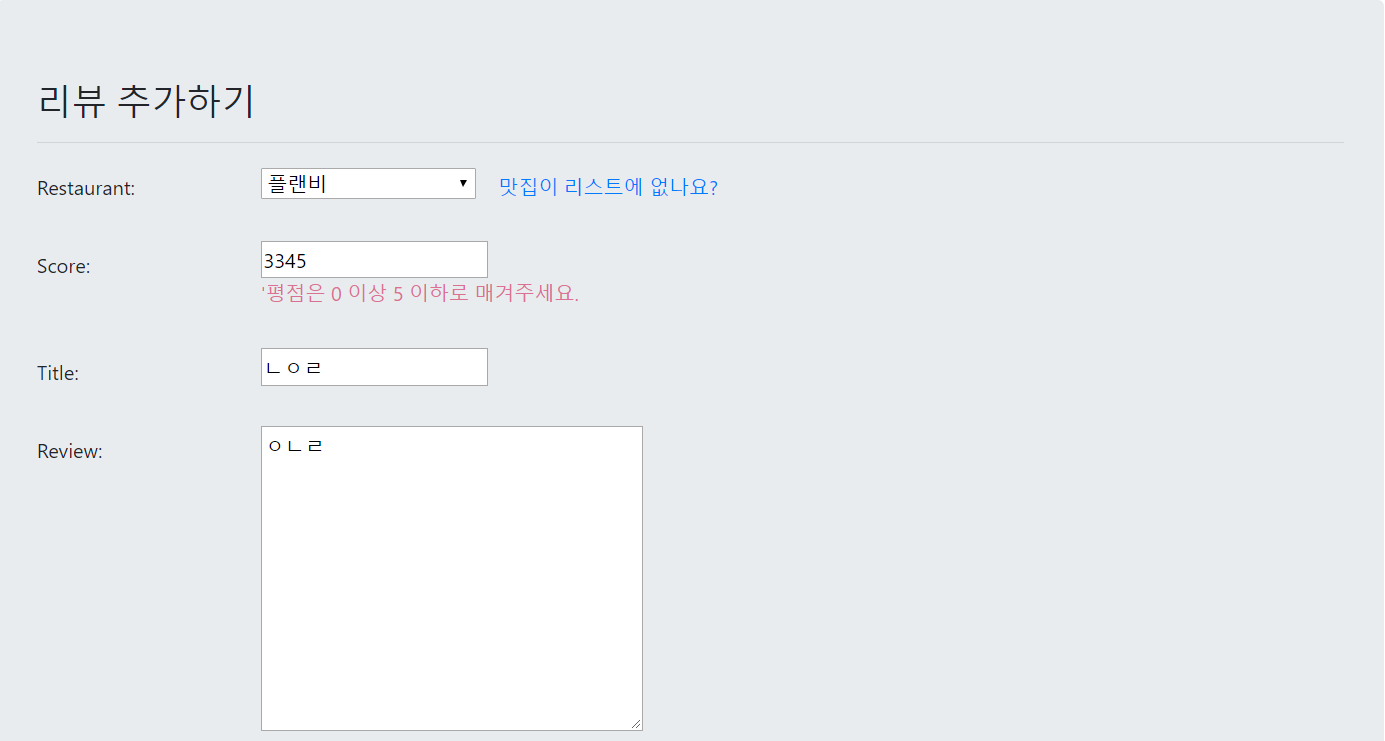 리뷰 추가하기
Restaurant: 플랜비 맛집이 리스트에 없나요?
Score: 3345
'평점은 0 이상 5 이하로 매겨주세요.
Title: ㄴㅇㄹ
Review: ㅇㄴㄹ